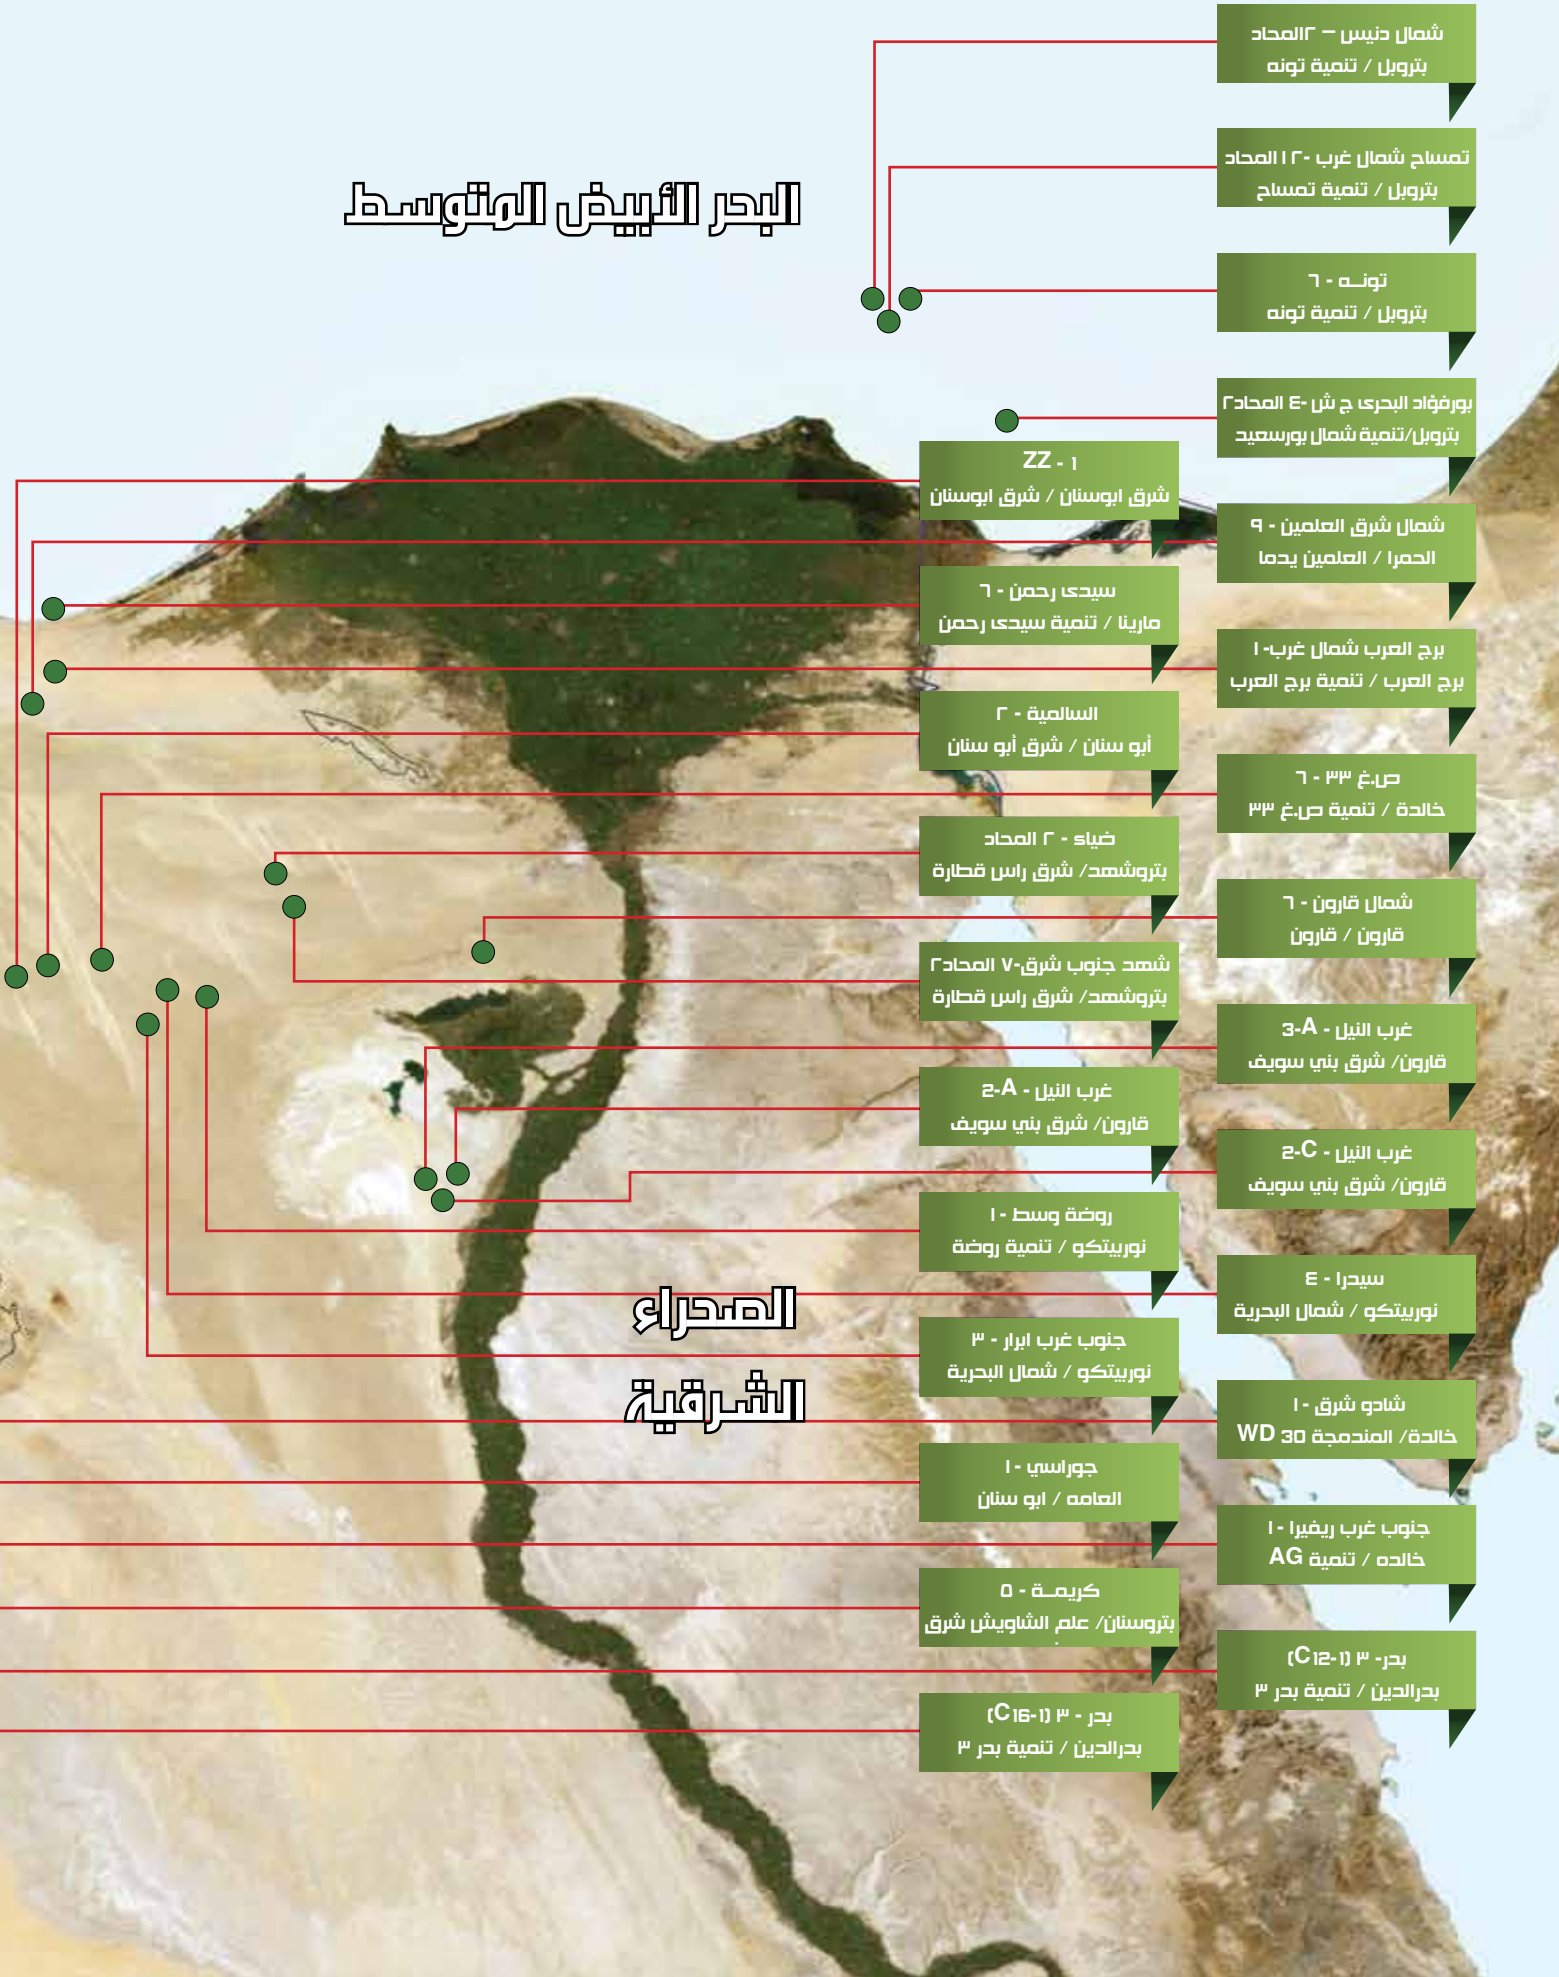 شمال دنيس – ٢المحاد
بتروبل / تنمية تونه
تمساح شمال غرب -٢ ١ المحاد
بتروبل / تنمية تمساح
البحر الأبيض المتوسط
تونــه - ٦
بتروبل / تنمية تونه
بورفؤاد البحرى ج ش -٤ المحاد٢
بتروبل/تنمية شمال بورسعيد
ZZ - ١
شرق ابوسنان / شرق ابوسنان
شمال شرق العلمين - ٩
الحمرا / العلمين يدما
سيدى رحمن - ٦
مارينا / تنمية سيدى رحمن
برج العرب شمال غرب- ١
برج العرب / تنمية برج العرب
السالمية - ٢
أبو سنان / شرق أبو سنان
ص.غ ٣٣ - ٦
خالدة / تنمية ص.غ ٣٣
ضياء - ٢ المحاد
بتروشهد/ شرق راس قطارة
شمال قارون - ٦
قارون / قارون
شهد جنوب شرق-٧ المحاد٢
بتروشهد/ شرق راس قطارة
غرب النيل - 3-A
قارون/ شرق بني سويف
غرب النيل - 2-A
قارون/ شرق بني سويف
غرب النيل - 2-C
قارون/ شرق بني سويف
روضة وسط - ١
نوربيتكو / تنمية روضة
سيدرا - ٤
نوربيتكو / شمال البحرية
الصحراء
الشرقية
جنوب غرب ابرار - ٣
نوربيتكو / شمال البحرية
شادو شرق - ١
خالدة/ المندمجة WD 30
جوراسي - ١
العامه / ابو سنان
جنوب غرب ريفيرا - ١
خالده / تنمية AG
كريمــة - ٥
بتروسنان/ علم الشاويش شرق
بدر- ٣ (C12-1)
بدرالدين / تنمية بدر ٣
بدر - ٣ (C16-1)
بدرالدين / تنمية بدر ٣